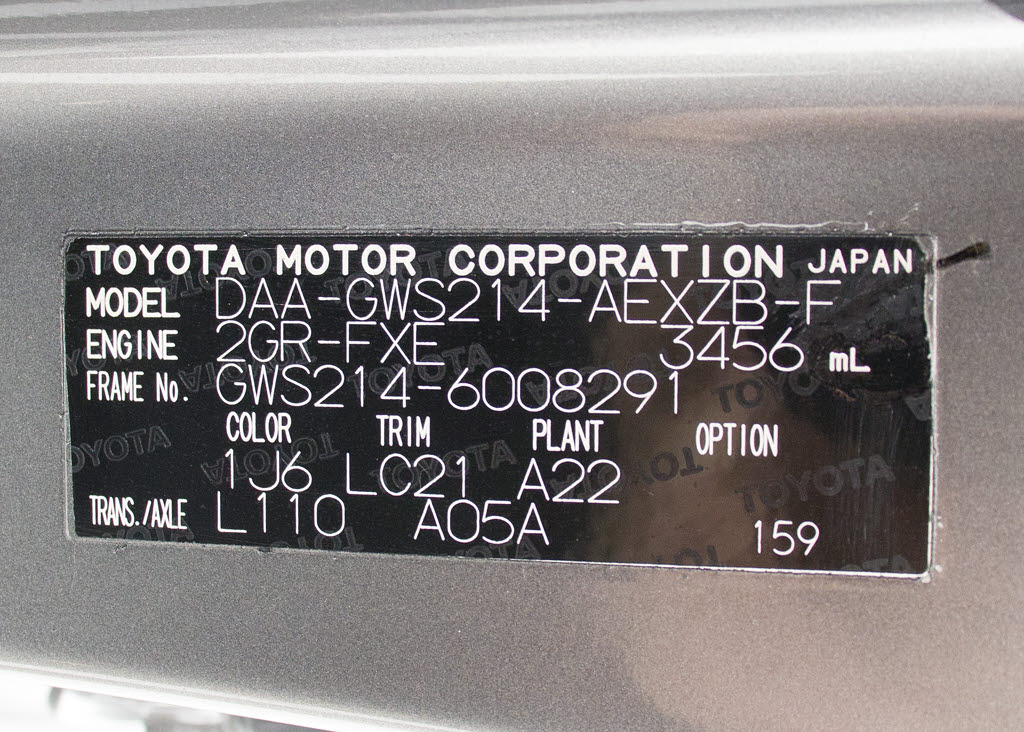 TOYOTA MOTOR CORPORATION JAPAN
MODEL DAA-GWS214-AEXZB-F
ENGINE 2GR-FXE 3456 mL
FRAME No. GWS214-6008291
COLOR TRIM PLANT OPTION
1J6 LC21 A22
TRANS./AXLE L110 A05A 159